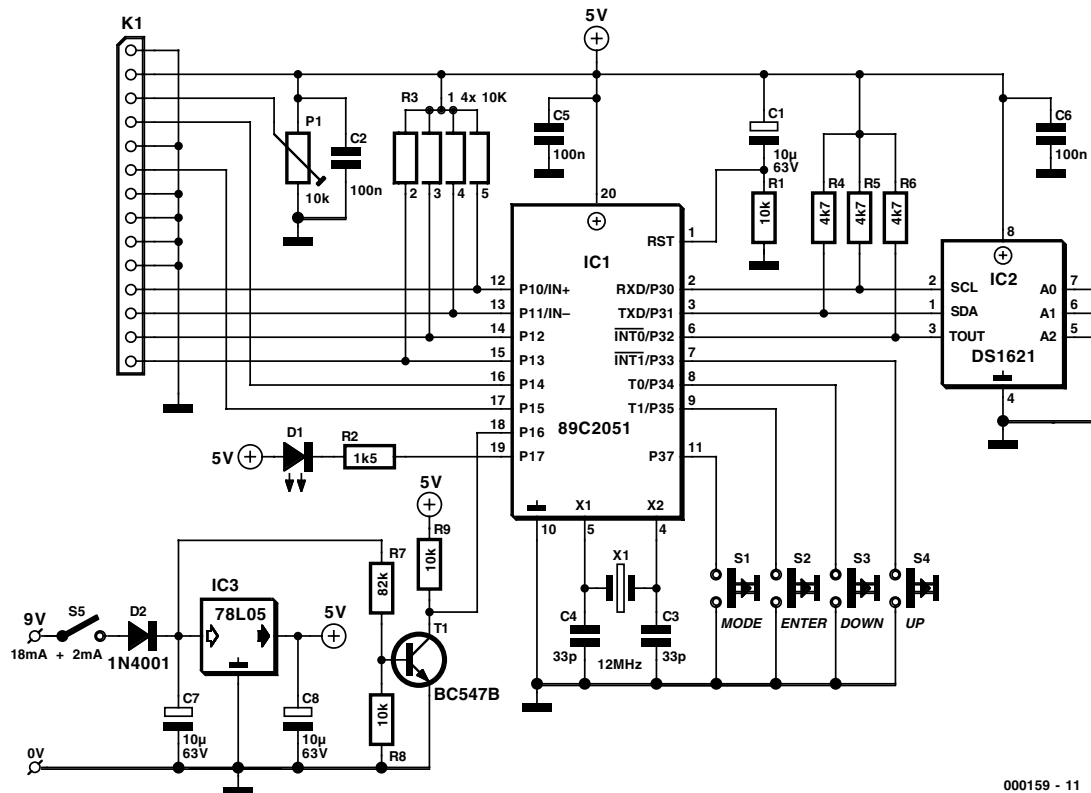 K1
5V
R3
1 4x 10K
P1
10k
C2
100n
2
3
4
5
C5
100n
C1
10µ
63V
R1
10k
R4
4k7
R5
4k7
R6
4k7
C6
100n
20
IC1
89C2051
RST
1
P10/IN+
12
P11/IN–
13
P12
14
P13
15
P14
16
P15
17
P16
18
P17
19
RXD/P30
2
TXD/P31
3
INT0/P32
6
INT1/P33
7
T0/P34
8
T1/P35
9
P37
11
X1
5
X2
4
10
8
IC2
SCL
2
SDA
1
TOUT
3
A0
7
A1
6
A2
5
DS1621
4
5V
D1
R2
1k5
5V
R9
10k
R7
82k
T1
BC547B
10k
R8
IC3
78L05
5V
9V
S5
D2
18mA + 2mA
1N4001
C7
10µ
63V
C8
10µ
63V
0V
X1
C4
33p
12MHz
C3
33p
S1
MODE
S2
ENTER
S3
DOWN
S4
UP
000159 - 11